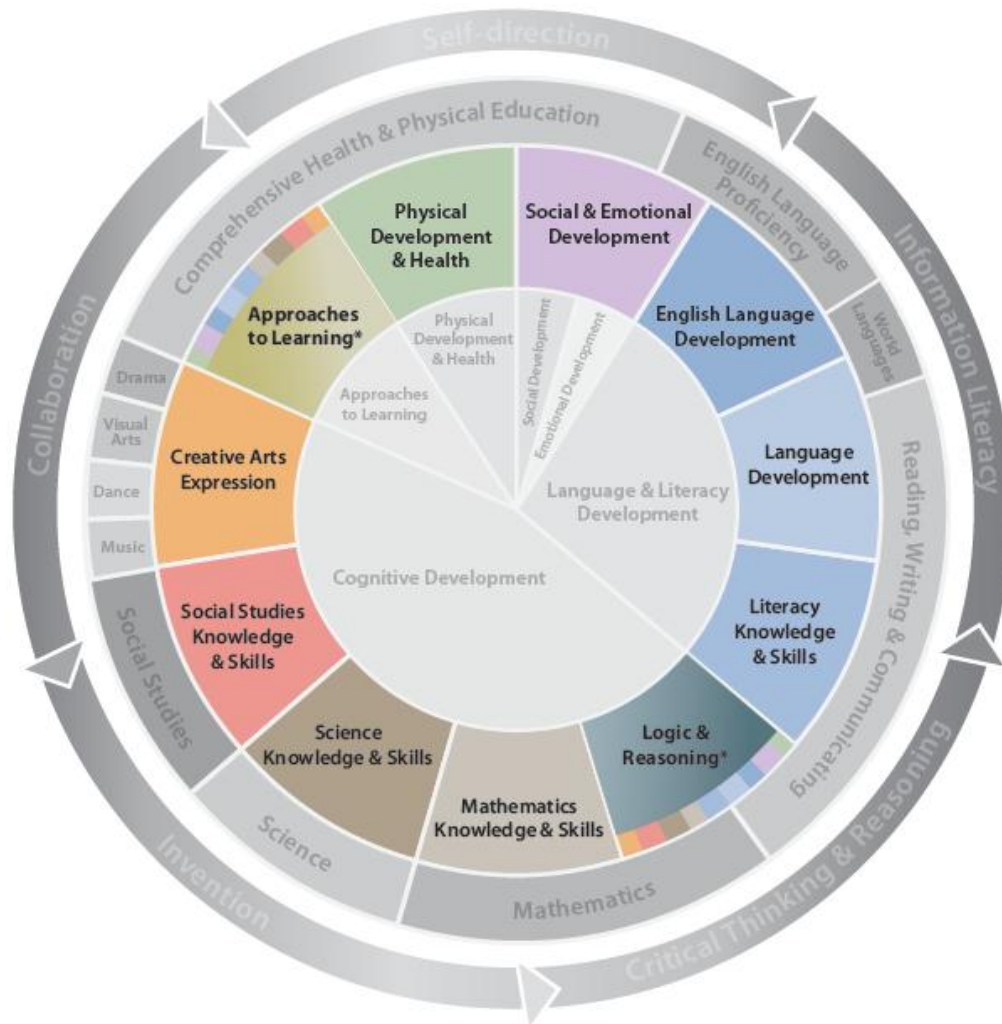 Self-direction
Information Literacy
Critical Thinking & Reasoning
Invention
Collaboration
Comprehensive Health & Physical Education
English Language
Proficiency
World
Languages
Reading, Writing & Communicating
Mathematics
Science
Social Studies
Music
Dance
Visual
Arts
Drama
Physical
Development
& Health
Social & Emotional
Development
English Language
Development
Language
Development
Literacy
Knowledge
& Skills
Logic &
Reasoning*
Mathematics
Knowledge & Skills
Science
Knowledge & Skills
Social Studies
Knowledge
& Skills
Creative Arts
Expression
Approaches
to Learning*
Physical
Development
& Health
Social Development
Emotional Development
Language & Literacy
Development
Cognitive Development
Approaches
to Learning